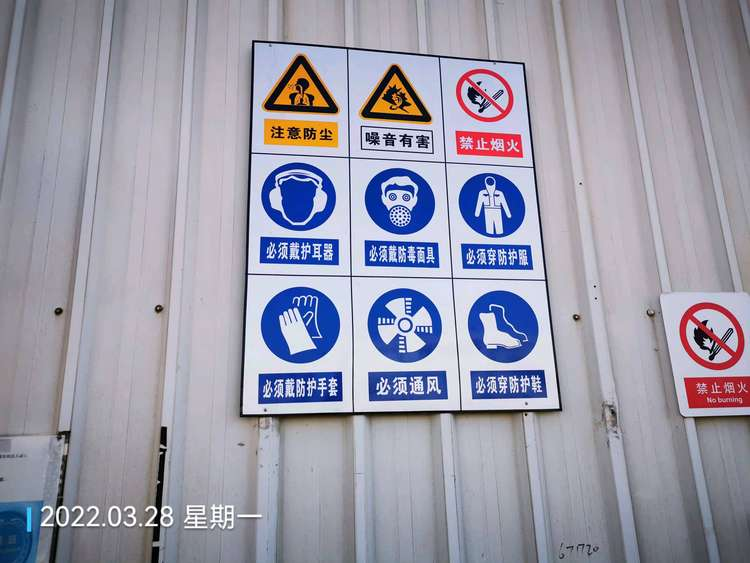 注意防尘
噪音有害
禁止烟火
必须戴护耳器
必须戴防毒面具
必须穿防护服
必须戴防护手套
必须通风
必须穿防护鞋
禁止烟火
No burning
2022.03.28 星期一